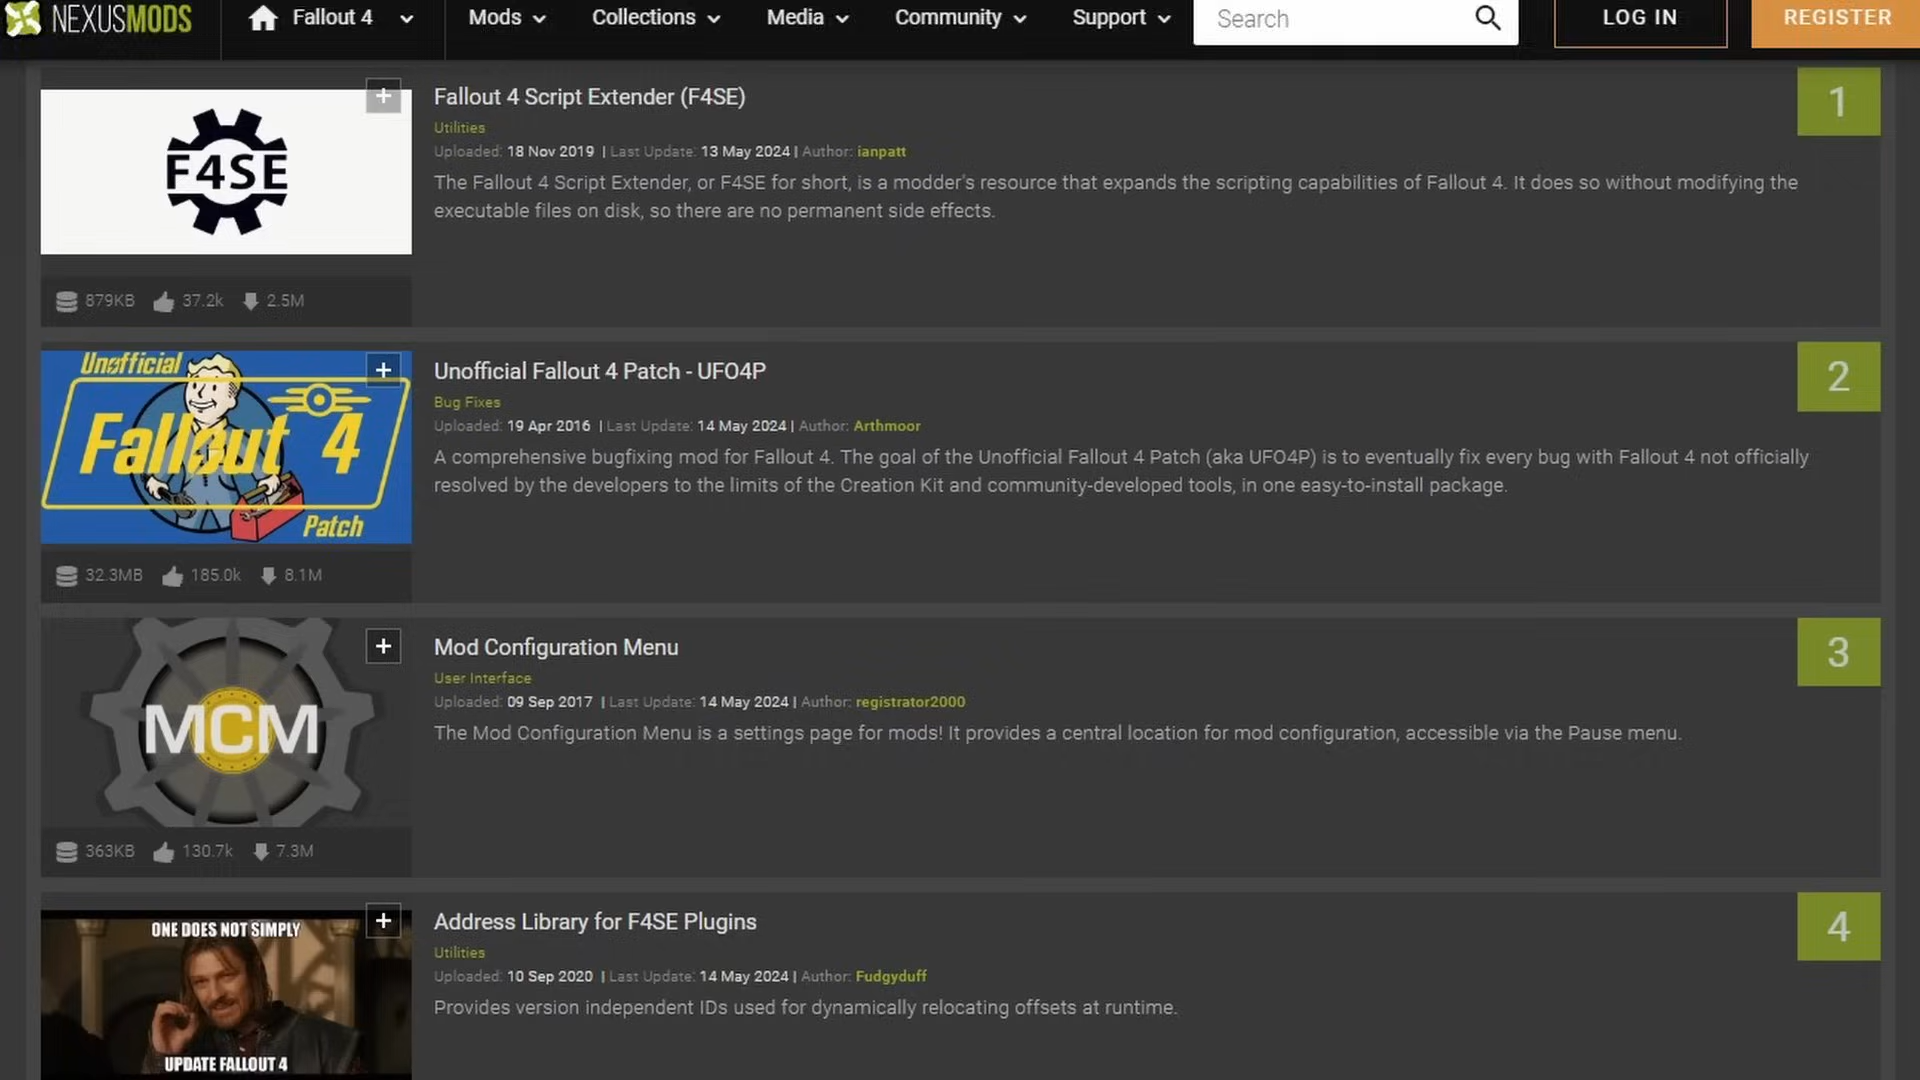 NEXUSMODS
Fallout 4
Mods
Collections
Media
Community
Support
Search
LOG IN
REGISTER
F4SE
879KB 37.2k 2.5M
Fallout 4 Script Extender (F4SE)
Utilities
Uploaded: 18 Nov 2019 | Last Update: 13 May 2024 | Author: ianpatt
The Fallout 4 Script Extender, or F4SE for short, is a modder's resource that expands the scripting capabilities of Fallout 4. It does so without modifying the
executable files on disk, so there are no permanent side effects.
1
Unofficial
Fallout 4
Patch
32.3MB 185.0k 8.1M
Unofficial Fallout 4 Patch - UFO4P
Bug Fixes
Uploaded: 19 Apr 2016 | Last Update: 14 May 2024 | Author: Arthmoor
A comprehensive bugfixing mod for Fallout 4. The goal of the Unofficial Fallout 4 Patch (aka UFO4P) is to eventually fix every bug with Fallout 4 not officially
resolved by the developers to the limits of the Creation Kit and community-developed tools, in one easy-to-install package.
2
MCM
363KB 130.7k 7.3M
Mod Configuration Menu
User Interface
Uploaded: 09 Sep 2017 | Last Update: 14 May 2024 | Author: registrator2000
The Mod Configuration Menu is a settings page for mods! It provides a central location for mod configuration, accessible via the Pause menu.
3
ONE DOES NOT SIMPLY
UPDATE FALLOUT 4
Address Library for F4SE Plugins
Utilities
Uploaded: 10 Sep 2020 | Last Update: 14 May 2024 | Author: Fudgyduff
Provides version independent IDs used for dynamically relocating offsets at runtime.
4